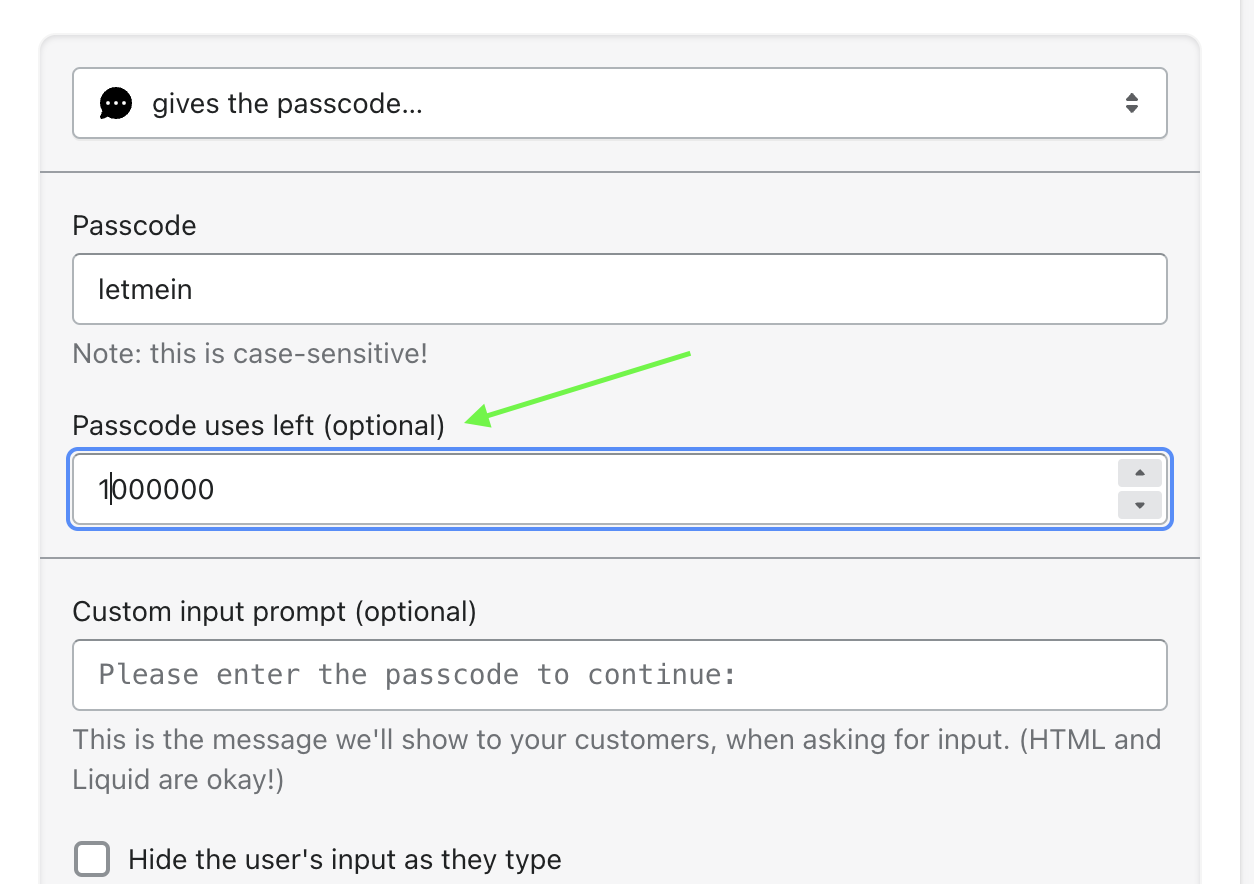 gives the passcode...
Passcode
letmein
Note: this is case-sensitive!
Passcode uses left (optional)
1000000
Custom input prompt (optional)
Please enter the passcode to continue:
This is the message we'll show to your customers, when asking for input. (HTML and
Liquid are okay!)
Hide the user's input as they type